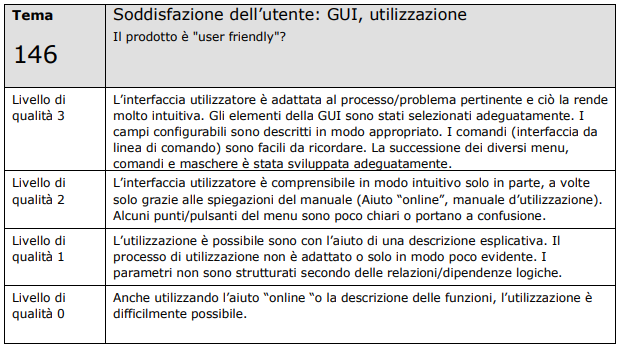 Tema
146
Soddisfazione dell’utente: GUI, utilizzazione
Il prodotto è "user friendly"?
Livello di
qualità 3
L’interfaccia utilizzatore è adattata al processo/problema pertinente e ciò la rende
molto intuitiva. Gli elementi della GUI sono stati selezionati adeguatamente. I
campi configurabili sono descritti in modo appropriato. I comandi (interfaccia da
linea di comando) sono facili da ricordare. La successione dei diversi menu,
comandi e maschere è stata sviluppata adeguatamente.
Livello di
qualità 2
L’interfaccia utilizzatore è comprensibile in modo intuitivo solo in parte, a volte
solo grazie alle spiegazioni del manuale (Aiuto “online”, manuale d’utilizzazione).
Alcuni punti/pulsanti del menu sono poco chiari o portano a confusione.
Livello di
qualità 1
L’utilizzazione è possibile sono con l’aiuto di una descrizione esplicativa. Il
processo di utilizzazione non è adattato o solo in modo poco evidente. I
parametri non sono strutturati secondo delle relazioni/dipendenze logiche.
Livello di
qualità 0
Anche utilizzando l’aiuto “online “o la descrizione delle funzioni, l’utilizzazione è
difficilmente possibile.